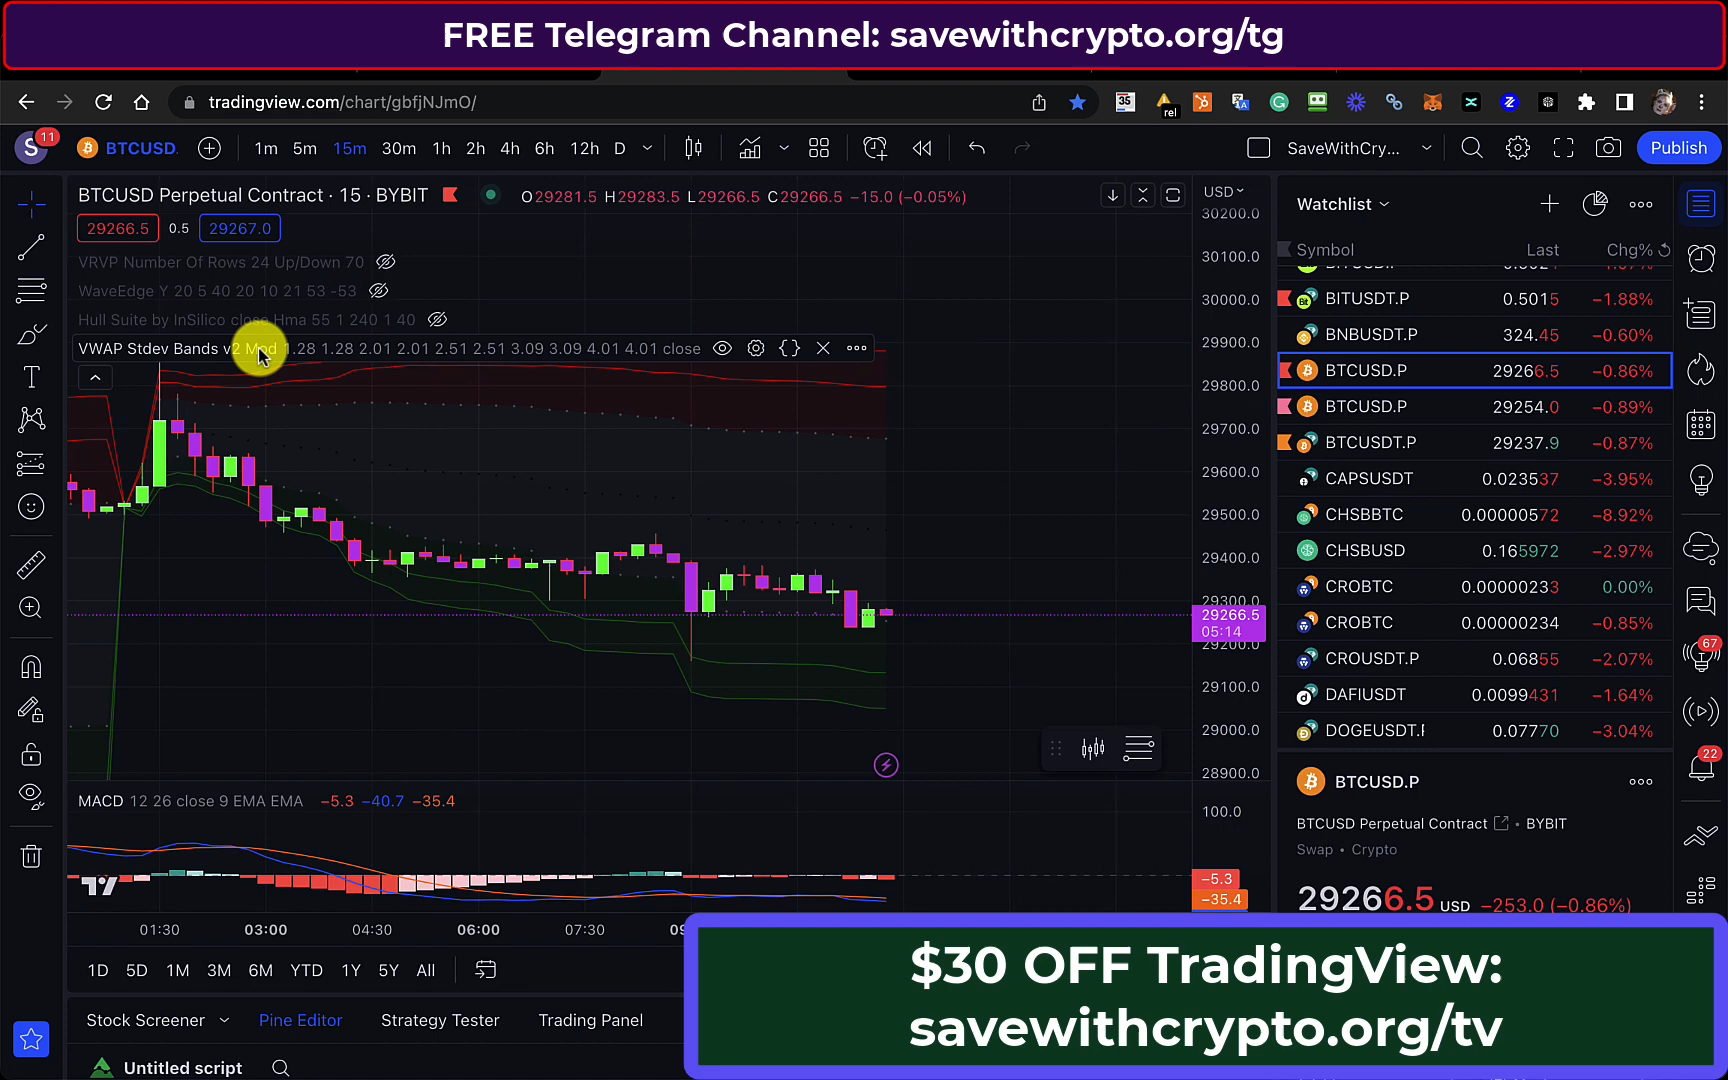 FREE Telegram Channel: savewithcrypto.org/tg
tradingview.com/chart/gbfjNJmO/
35
rel
S 11 BTCUSD. 1m 5m 15m 30m 1h 2h 4h 6h 12h D SaveWithCry... Publish
BTCUSD Perpetual Contract · 15 · BYBIT O29281.5 H29283.5 L29266.5 C29266.5 −15.0 (−0.05%)
29266.5 0.5 29267.0
VRVP Number Of Rows 24 Up/Down 70
WaveEdge Y 20 5 40 20 10 21 53 -53
Hull Suite by InSilico close Hma 55 1 240 1 40
VWAP Stdev Bands v2 Mod 1.28 1.28 2.01 2.01 2.51 2.51 3.09 3.09 4.01 4.01 close
USD
30200.0
30100.0
30000.0
29900.0
29800.0
29700.0
29600.0
29500.0
29400.0
29300.0
29266.5
05:14
29200.0
29100.0
29000.0
28900.0
MACD 12 26 close 9 EMA EMA −5.3 −40.7 −35.4
100.0
−5.3
−35.4
01:30 03:00 04:30 06:00 07:30
1D 5D 1M 3M 6M YTD 1Y 5Y All
Stock Screener Pine Editor Strategy Tester Trading Panel
Untitled script
Watchlist
Symbol Last Chg%
BITUSDT.P 0.5015 −1.88%
BNBUSDT.P 324.45 −0.60%
BTCUSD.P 29266.5 −0.86%
BTCUSD.P 29254.0 −0.89%
BTCUSDT.P 29237.9 −0.87%
CAPSUSDT 0.023537 −3.95%
CHSBBTC 0.00000572 −8.92%
CHSBUSD 0.165972 −2.97%
CROBTC 0.00000233 0.00%
CROBTC 0.00000234 −0.85%
CROUSDT.P 0.06855 −2.07%
DAFIUSDT 0.0099431 −1.64%
DOGEUSDT.F 0.07770 −3.04%
67
22
BTCUSD.P
BTCUSD Perpetual Contract • BYBIT
Swap • Crypto
29266.5 USD −253.0 (−0.86%)
$30 OFF TradingView:
savewithcrypto.org/tv